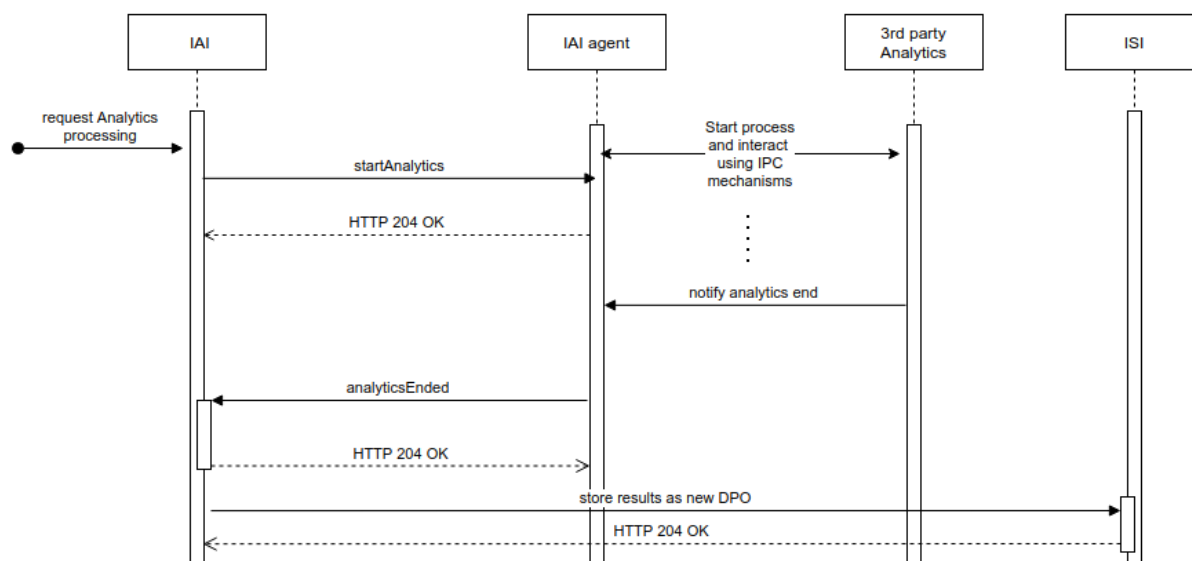 IAI
IAI agent
3rd party
Analytics
ISI
request Analytics
processing
Start process
and interact
using IPC
mechanisms
startAnalytics
HTTP 204 OK
notify analytics end
analyticsEnded
HTTP 204 OK
store results as new DPO
HTTP 204 OK